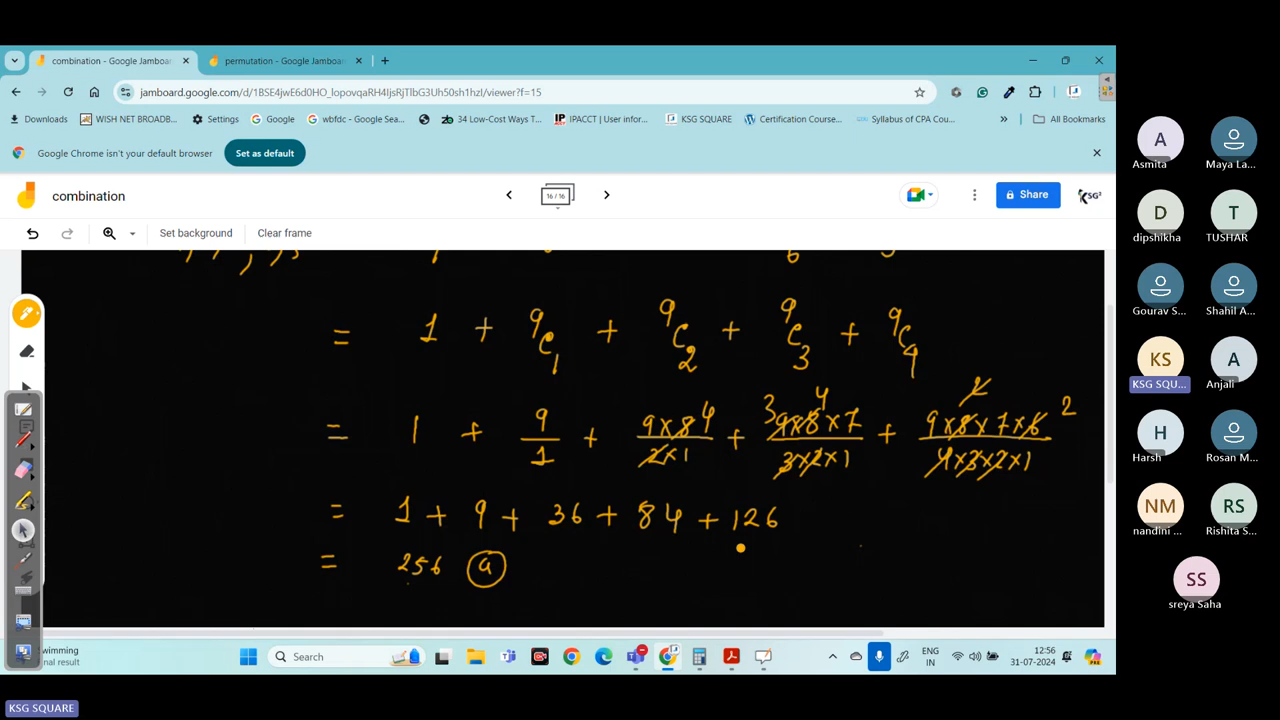 combination - Google Jamboard
permutation - Google Jamboard
jamboard.google.com/d/1BSE4jwE6d0HO_lopovqaRH4IjsRjTlbG3Uh50sh1hzI/viewer?f=15
Downloads WISH NET BROADB... Settings Google wbfdc - Google Sea... 34 Low-Cost Ways T... IPACCT | User infor... KSG SQUARE Certification Course... Syllabus of CPA Cou... » All Bookmarks
Google Chrome isn't your default browser Set as default
combination 16 / 16 Share
Set background Clear frame
= 1 + 9C1 + 9C2 + 9C3 + 9C4
= 1 + 9/1 + 9×8/2×1 + 9×8×7/3×2×1 + 9×8×7×6/4×3×2×1
= 1 + 9 + 36 + 84 + 126
= 256 (a)
A
Asmita
Maya La...
D
dipshikha
T
TUSHAR
Gourav S...
Shahil A...
KS
KSG SQU...
A
Anjali
H
Harsh
Rosan M...
NM
nandini ...
RS
Rishita S...
SS
sreya Saha
Search
ENG
IN
12:56
31-07-2024
KSG SQUARE